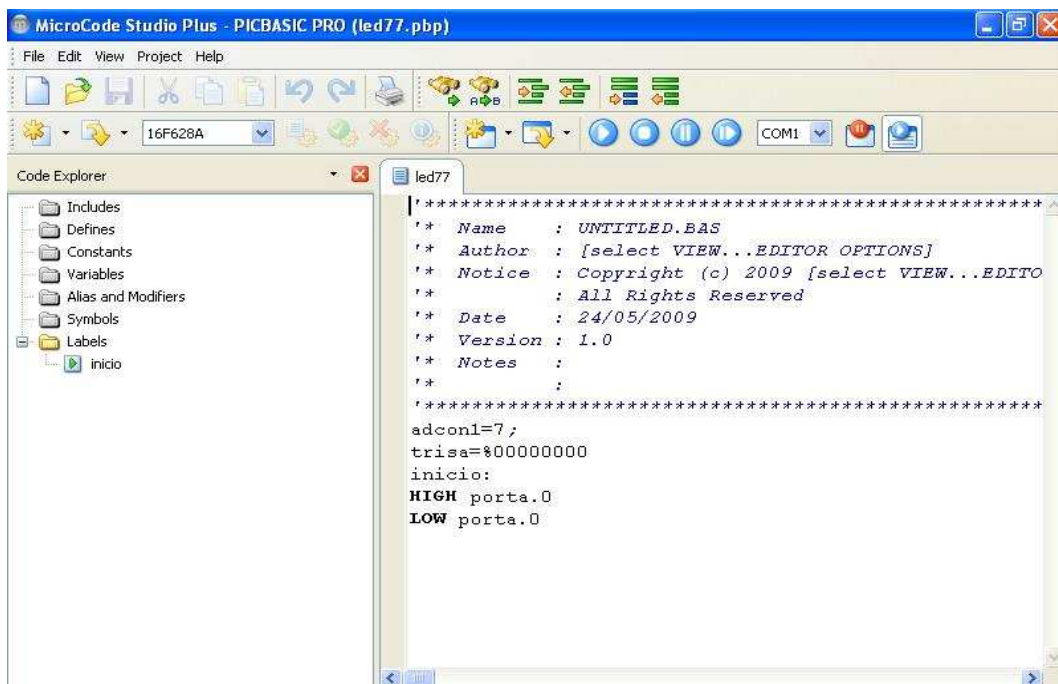 MicroCode Studio Plus - PICBASIC PRO (led77.pbp)
File Edit View Project Help
A▸B
16F628A
COM1
Code Explorer
led77
Includes
Defines
Constants
Variables
Alias and Modifiers
Symbols
Labels
inicio
'****************************************************
'* Name : UNTITLED.BAS
'* Author : [select VIEW...EDITOR OPTIONS]
'* Notice : Copyright (c) 2009 [select VIEW...EDITO
'* : All Rights Reserved
'* Date : 24/05/2009
'* Version : 1.0
'* Notes :
'* :
'****************************************************
adcon1=7;
trisa=%00000000
inicio:
HIGH porta.0
LOW porta.0